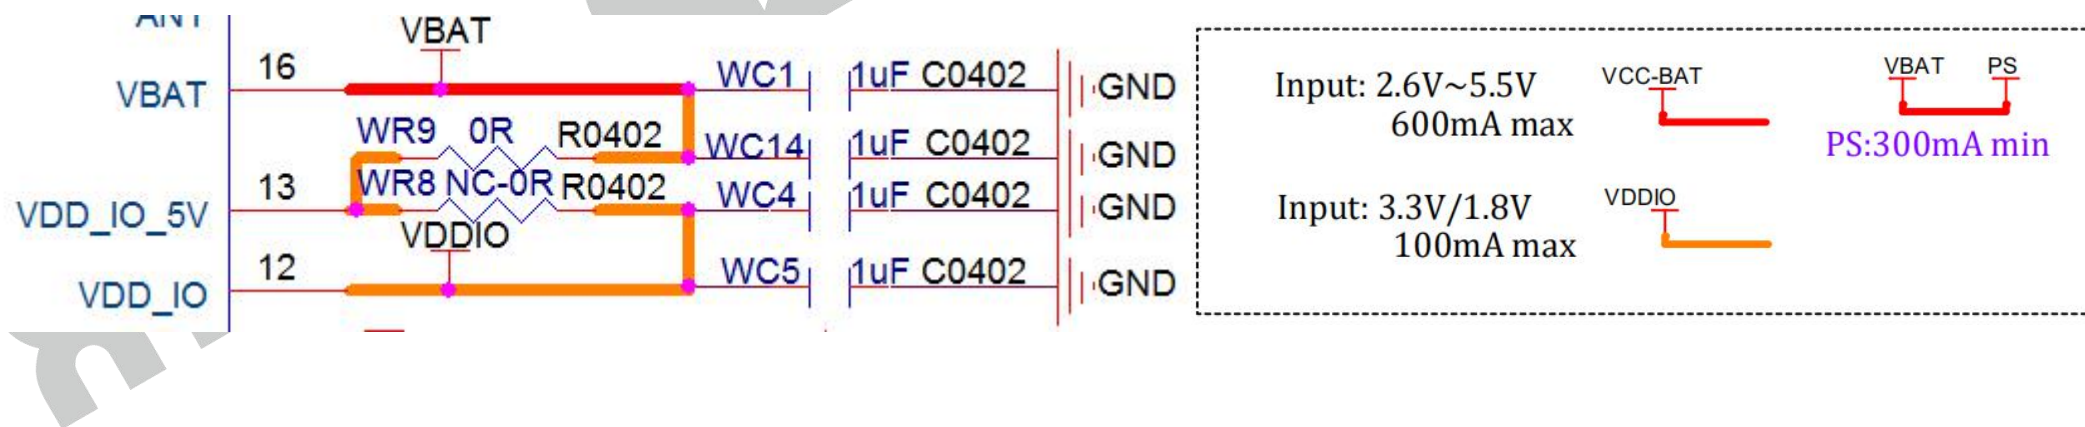 ANT
VBAT
16
VBAT
WC1
1uF C0402
GND
WR9 0R R0402
WC14
1uF C0402
GND
13
WR8 NC-0R R0402
WC4
1uF C0402
GND
VDD_IO_5V
VDDIO
12
VDD_IO
WC5
1uF C0402
GND
Input: 2.6V~5.5V
600mA max
VCC-BAT
VBAT PS
PS:300mA min
Input: 3.3V/1.8V
100mA max
VDDIO